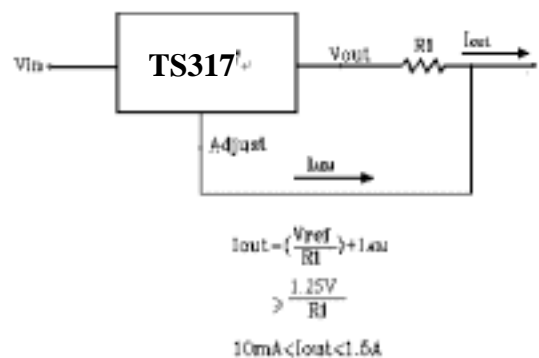 Vin
TS317
Vout
R1
Iout
Adjust
IADJ
Iout=(Vref/R1)+IADJ
≥ 1.25V/R1
10mA<Iout<1.5A